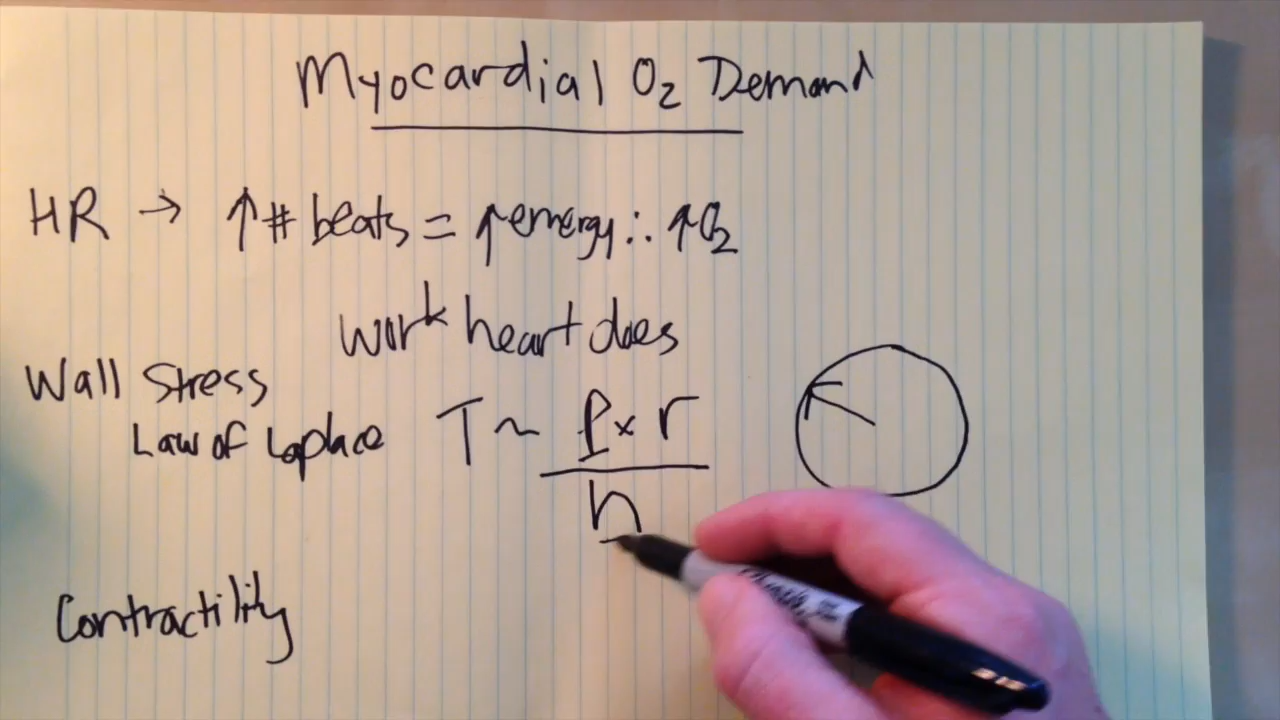 Myocardial O2 Demand
HR → ↑ # beats = ↑ energy ∴ ↑O2
work heart does
Wall Stress
Law of Laplace T ~ P x r
h
Contractility